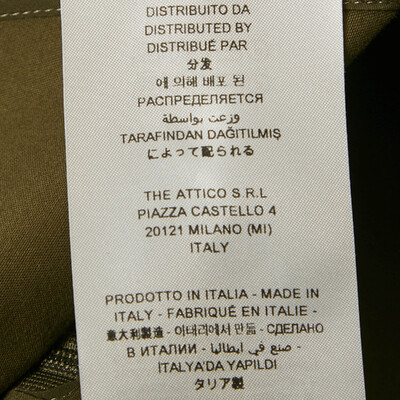 DISTRIBUITO DA
DISTRIBUTED BY
DISTRIBUÉ PAR
分发
에 의해 배포 된
РАСПРЕДЕЛЯЕТСЯ
وزعت بواسطة
TARAFINDAN DAĞITILMIŞ
によって配られる
THE ATTICO S.R.L
PIAZZA CASTELLO 4
20121 MILANO (MI)
ITALY
PRODOTTO IN ITALIA - MADE IN
ITALY - FABRIQUÉ EN ITALIE -
意大利製造 - 이태리에서 만듦 - СДЕЛАНО
В ИТАЛИИ - صنع في ايطاليا -
ITALYA'DA YAPILDI
タリア製